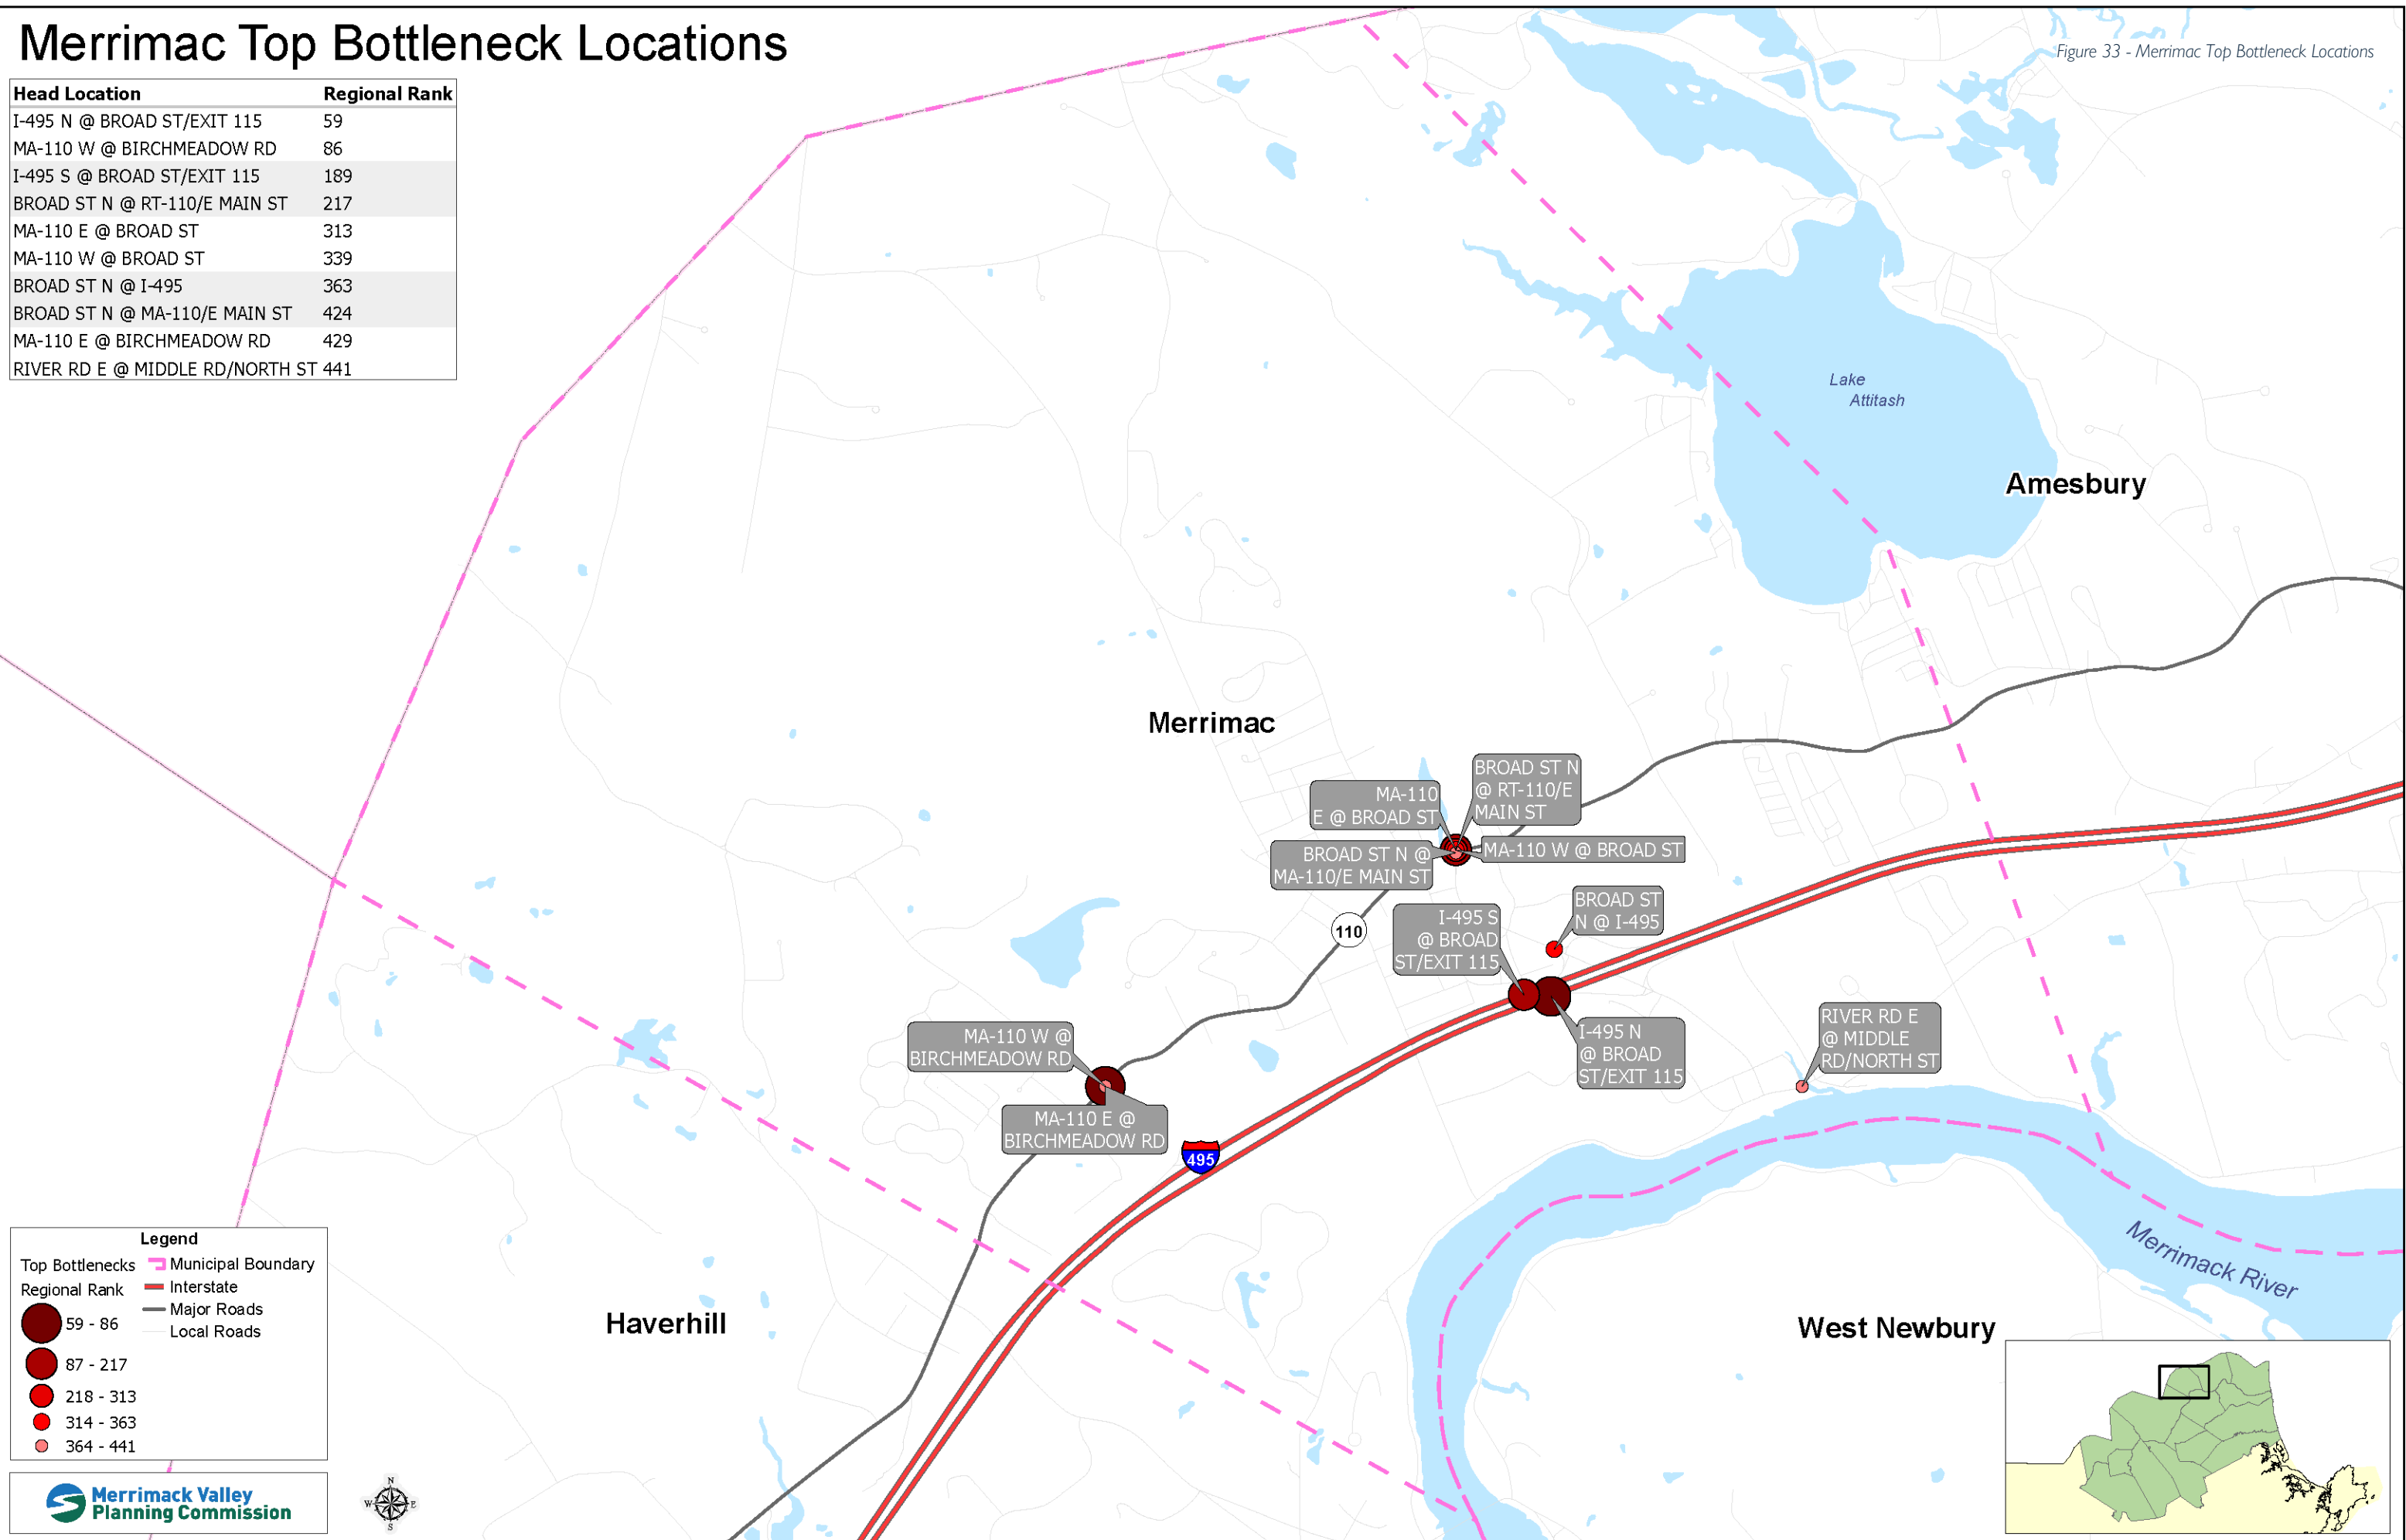 Merrimac Top Bottleneck Locations
Figure 33 - Merrimac Top Bottleneck Locations
Head Location Regional Rank
I-495 N @ BROAD ST/EXIT 115 59
MA-110 W @ BIRCHMEADOW RD 86
I-495 S @ BROAD ST/EXIT 115 189
BROAD ST N @ RT-110/E MAIN ST 217
MA-110 E @ BROAD ST 313
MA-110 W @ BROAD ST 339
BROAD ST N @ I-495 363
BROAD ST N @ MA-110/E MAIN ST 424
MA-110 E @ BIRCHMEADOW RD 429
RIVER RD E @ MIDDLE RD/NORTH ST 441
Lake
Attitash
Amesbury
Merrimac
BROAD ST N
@ RT-110/E
MAIN ST
MA-110
E @ BROAD ST
MA-110 W @ BROAD ST
BROAD ST N @
MA-110/E MAIN ST
BROAD ST
N @ I-495
I-495 S
@ BROAD
ST/EXIT 115
110
I-495 N
@ BROAD
ST/EXIT 115
RIVER RD E
@ MIDDLE
RD/NORTH ST
MA-110 W @
BIRCHMEADOW RD
MA-110 E @
BIRCHMEADOW RD
495
Merrimack River
Haverhill
West Newbury
Legend
Top Bottlenecks
Regional Rank
59 - 86
87 - 217
218 - 313
314 - 363
364 - 441
Municipal Boundary
Interstate
Major Roads
Local Roads
Merrimack Valley
Planning Commission
N
W E
S